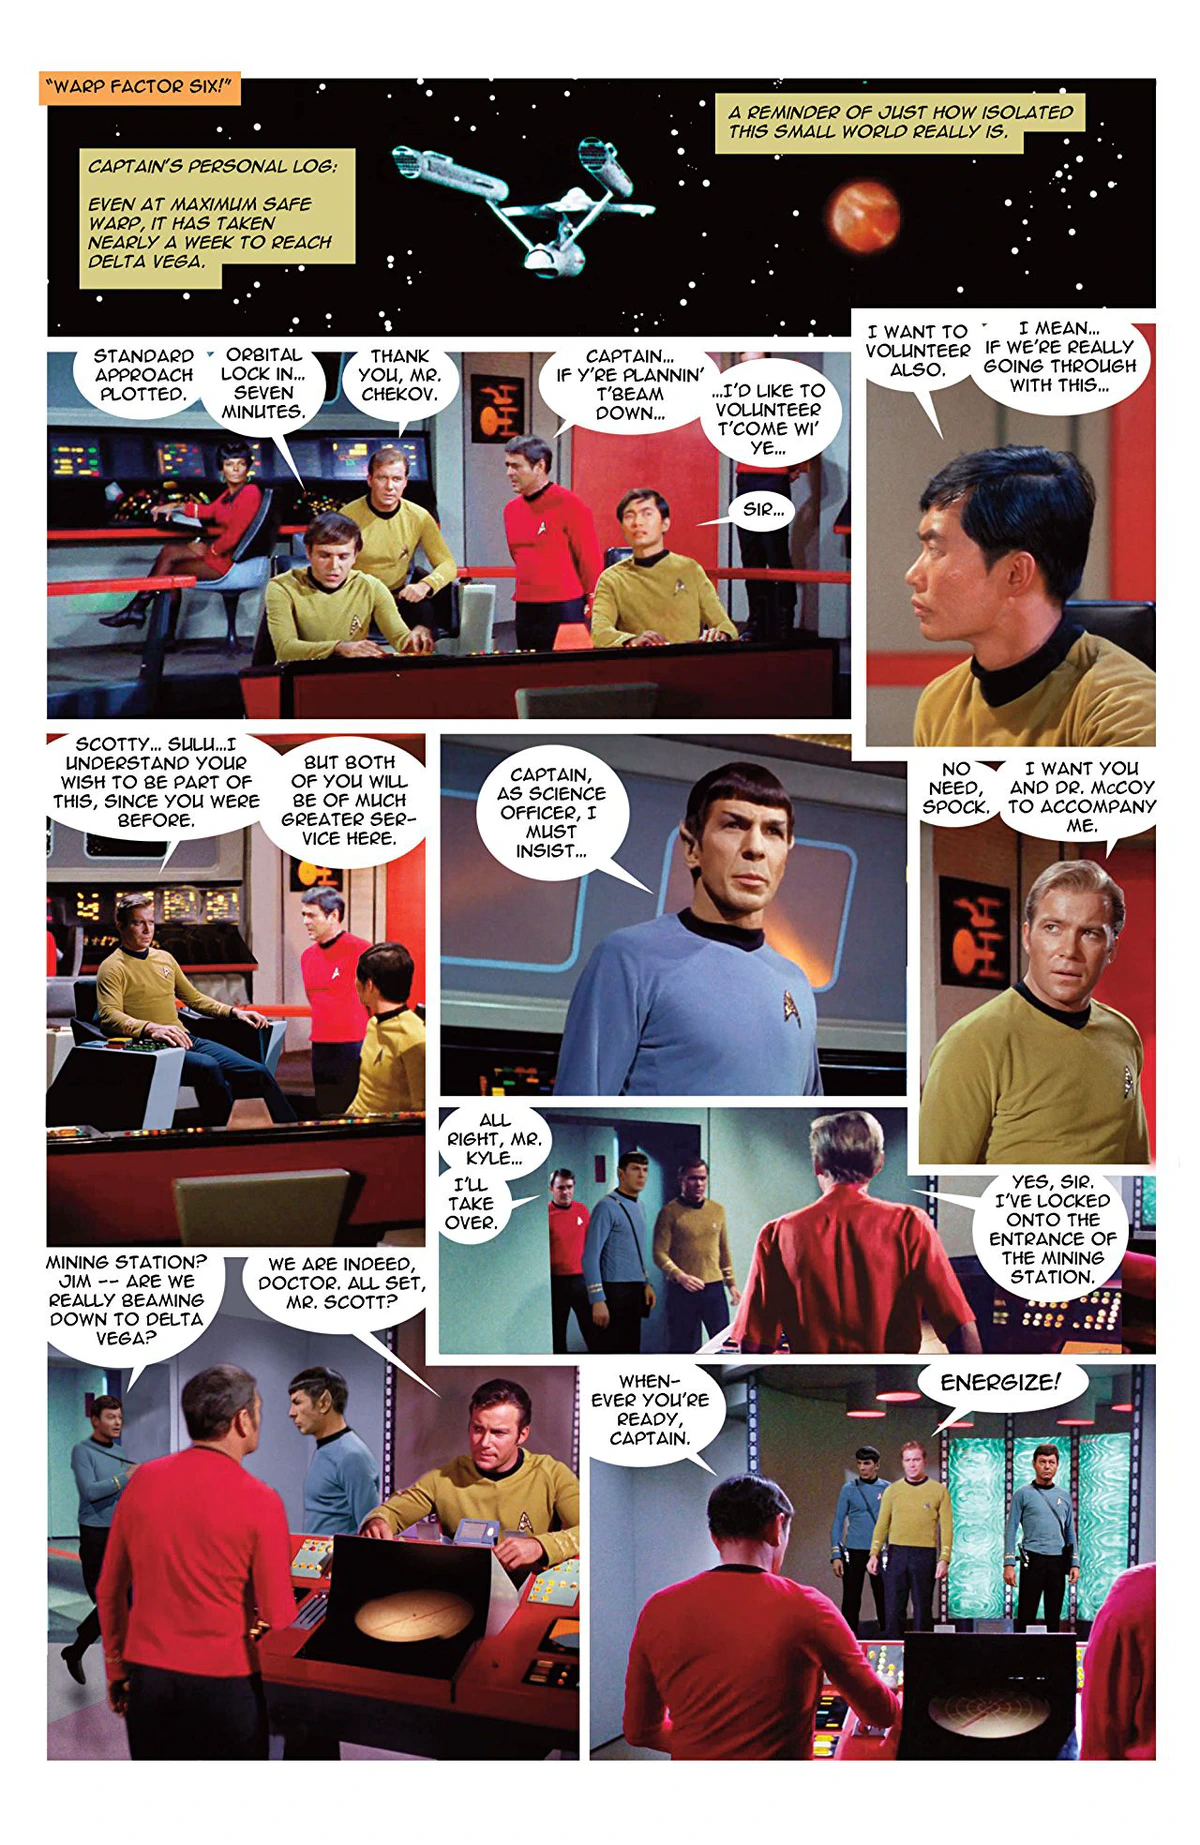 "WARP FACTOR SIX!"
CAPTAIN'S PERSONAL LOG:
EVEN AT MAXIMUM SAFE
WARP, IT HAS TAKEN
NEARLY A WEEK TO REACH
DELTA VEGA.
A REMINDER OF JUST HOW ISOLATED
THIS SMALL WORLD REALLY IS.
STANDARD
APPROACH
PLOTTED.
ORBITAL
LOCK IN...
SEVEN
MINUTES.
THANK
YOU, MR.
CHEKOV.
CAPTAIN...
IF Y'RE PLANNIN'
T'BEAM
DOWN...
...I'D LIKE TO
VOLUNTEER
T'COME WI'
YE...
SIR...
I WANT TO
VOLUNTEER
ALSO.
I MEAN...
IF WE'RE REALLY
GOING THROUGH
WITH THIS...
SCOTTY... SULU...I
UNDERSTAND YOUR
WISH TO BE PART OF
THIS, SINCE YOU WERE
BEFORE.
BUT BOTH
OF YOU WILL
BE OF MUCH
GREATER SER-
VICE HERE.
CAPTAIN,
AS SCIENCE
OFFICER, I
MUST
INSIST...
NO
NEED,
SPOCK.
I WANT YOU
AND DR. McCOY
TO ACCOMPANY
ME.
ALL
RIGHT, MR.
KYLE...
I'LL
TAKE
OVER.
YES, SIR.
I'VE LOCKED
ONTO THE
ENTRANCE OF
THE MINING
STATION.
MINING STATION?
JIM -- ARE WE
REALLY BEAMING
DOWN TO DELTA
VEGA?
WE ARE INDEED,
DOCTOR. ALL SET,
MR. SCOTT?
WHEN-
EVER YOU'RE
READY,
CAPTAIN.
ENERGIZE!